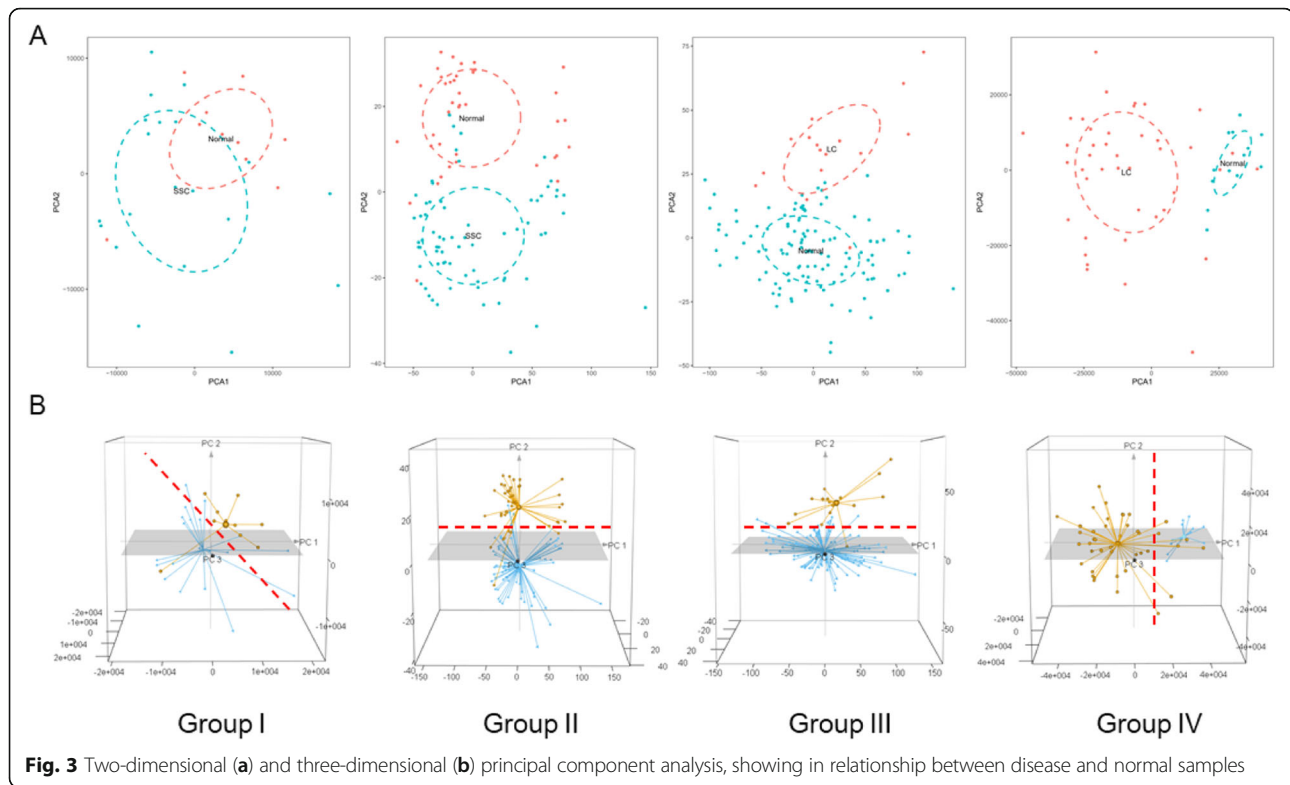 A
10000
0
−10000
PCA2
Normal
SSC
−10000 0 10000
PCA1
20
0
−20
−40
PCA2
Normal
SSC
−50 0 50 100 150
PCA1
75
50
25
0
−25
−50
PCA2
LC
Normal
−100 −50 0 50 100
PCA1
20000
0
−20000
−40000
PCA2
LC
Normal
−50000 −25000 0 25000
PCA1
B
PC 2
PC 1
PC 3
1e+004
0
-1e+004
-2e+004
-1e+004
0
1e+004
2e+004
-2e+004 -1e+004 0 1e+004 2e+004
PC 2
PC 1
40
20
0
-20
-40
-20
0
20
40
-150 -100 -50 0 50 100 150
PC 2
PC 1
50
0
-50
-40
-20
0
20
40
-20
0
20
40
-150 -100 -50 0 50 100 150
PC 2
PC 1
PC 3
4e+004
2e+004
0
-2e+004
-4e+004
-2e+004
0
2e+004
4e+004
-4e+004 -2e+004 0 2e+004 4e+004
Group I
Group II
Group III
Group IV
Fig. 3 Two-dimensional (a) and three-dimensional (b) principal component analysis, showing in relationship between disease and normal samples